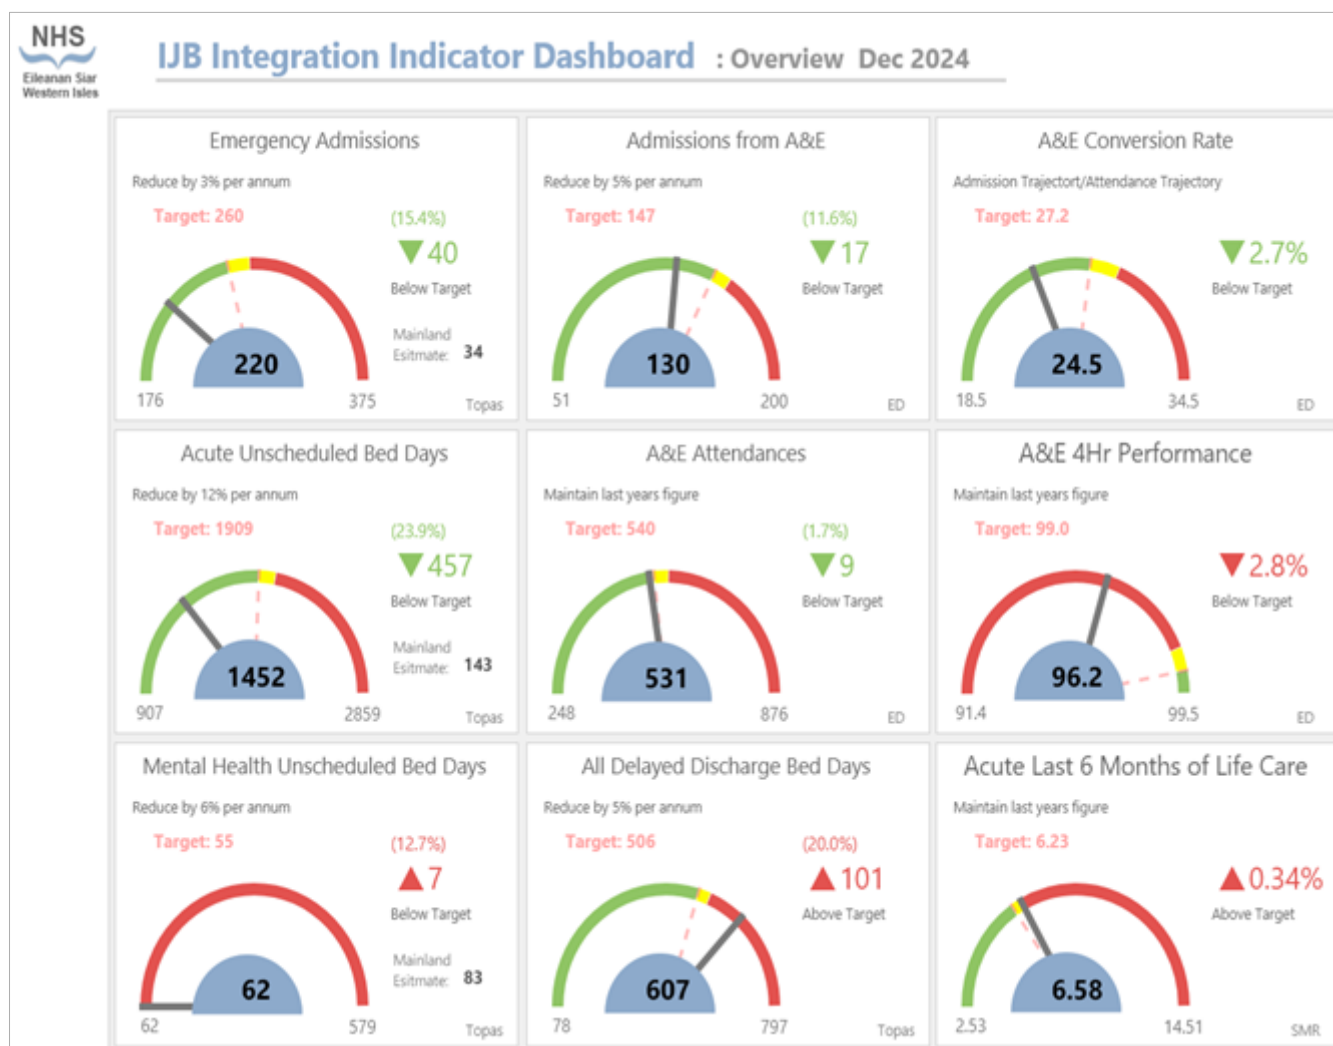 NHS
Eileanan Siar
Western Isles
IJB Integration Indicator Dashboard : Overview Dec 2024
Emergency Admissions
Reduce by 3% per annum
Target: 260
(15.4%)
▼40
Below Target
Mainland
Esitmate: 34
220
176
375
Topas
Admissions from A&E
Reduce by 5% per annum
Target: 147
(11.6%)
▼17
Below Target
130
51
200
ED
A&E Conversion Rate
Admission Trajectort/Attendance Trajectory
Target: 27.2
▼2.7%
Below Target
24.5
18.5
34.5
ED
Acute Unscheduled Bed Days
Reduce by 12% per annum
Target: 1909
(23.9%)
▼457
Below Target
Mainland
Esitmate: 143
1452
907
2859
Topas
A&E Attendances
Maintain last years figure
Target: 540
(1.7%)
▼9
Below Target
531
248
876
ED
A&E 4Hr Performance
Maintain last years figure
Target: 99.0
▼2.8%
Below Target
96.2
91.4
99.5
ED
Mental Health Unscheduled Bed Days
Reduce by 6% per annum
Target: 55
(12.7%)
▲7
Below Target
Mainland
Esitmate: 83
62
62
579
Topas
All Delayed Discharge Bed Days
Reduce by 5% per annum
Target: 506
(20.0%)
▲101
Above Target
607
78
797
Topas
Acute Last 6 Months of Life Care
Maintain last years figure
Target: 6.23
▲0.34%
Above Target
6.58
2.53
14.51
SMR